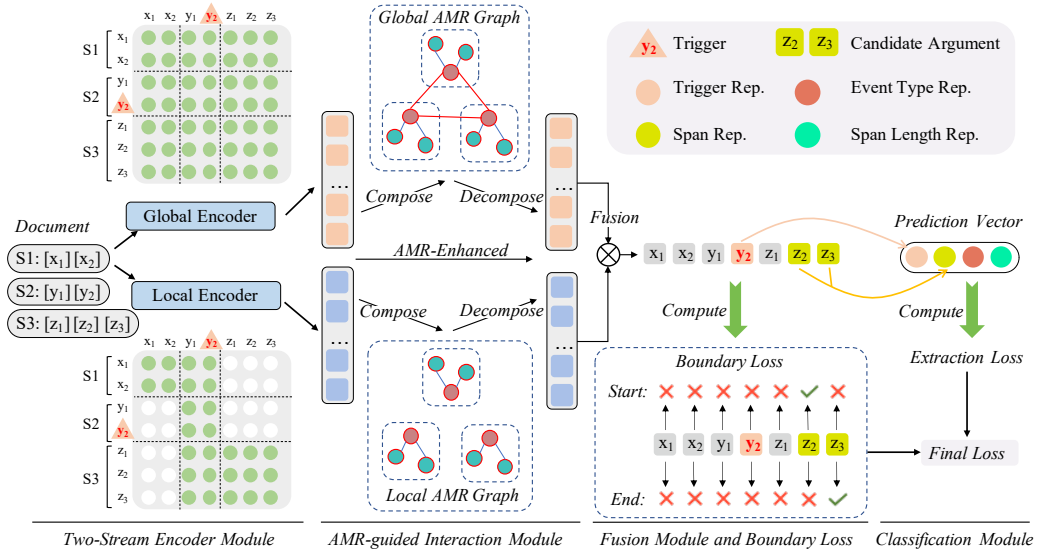 x1 x2 y1 y2 z1 z2 z3
S1
x1
x2
S2
y1
y2
S3
z1
z2
z3
Document
S1: [x1][x2]
S2: [y1][y2]
S3: [z1][z2][z3]
Global Encoder
Local Encoder
x1 x2 y1 y2 z1 z2 z3
S1
x1
x2
S2
y1
y2
S3
z1
z2
z3
Two-Stream Encoder Module
Global AMR Graph
...
...
Compose
Decompose
AMR-Enhanced
Compose
Decompose
...
...
Local AMR Graph
AMR-guided Interaction Module
y2 Trigger
z2 z3 Candidate Argument
Trigger Rep.
Event Type Rep.
Span Rep.
Span Length Rep.
Fusion
x1 x2 y1 y2 z1 z2 z3
Prediction Vector
Compute
Compute
Boundary Loss
Start:
x1 x2 y1 y2 z1 z2 z3
End:
Fusion Module and Boundary Loss
Extraction Loss
Final Loss
Classification Module